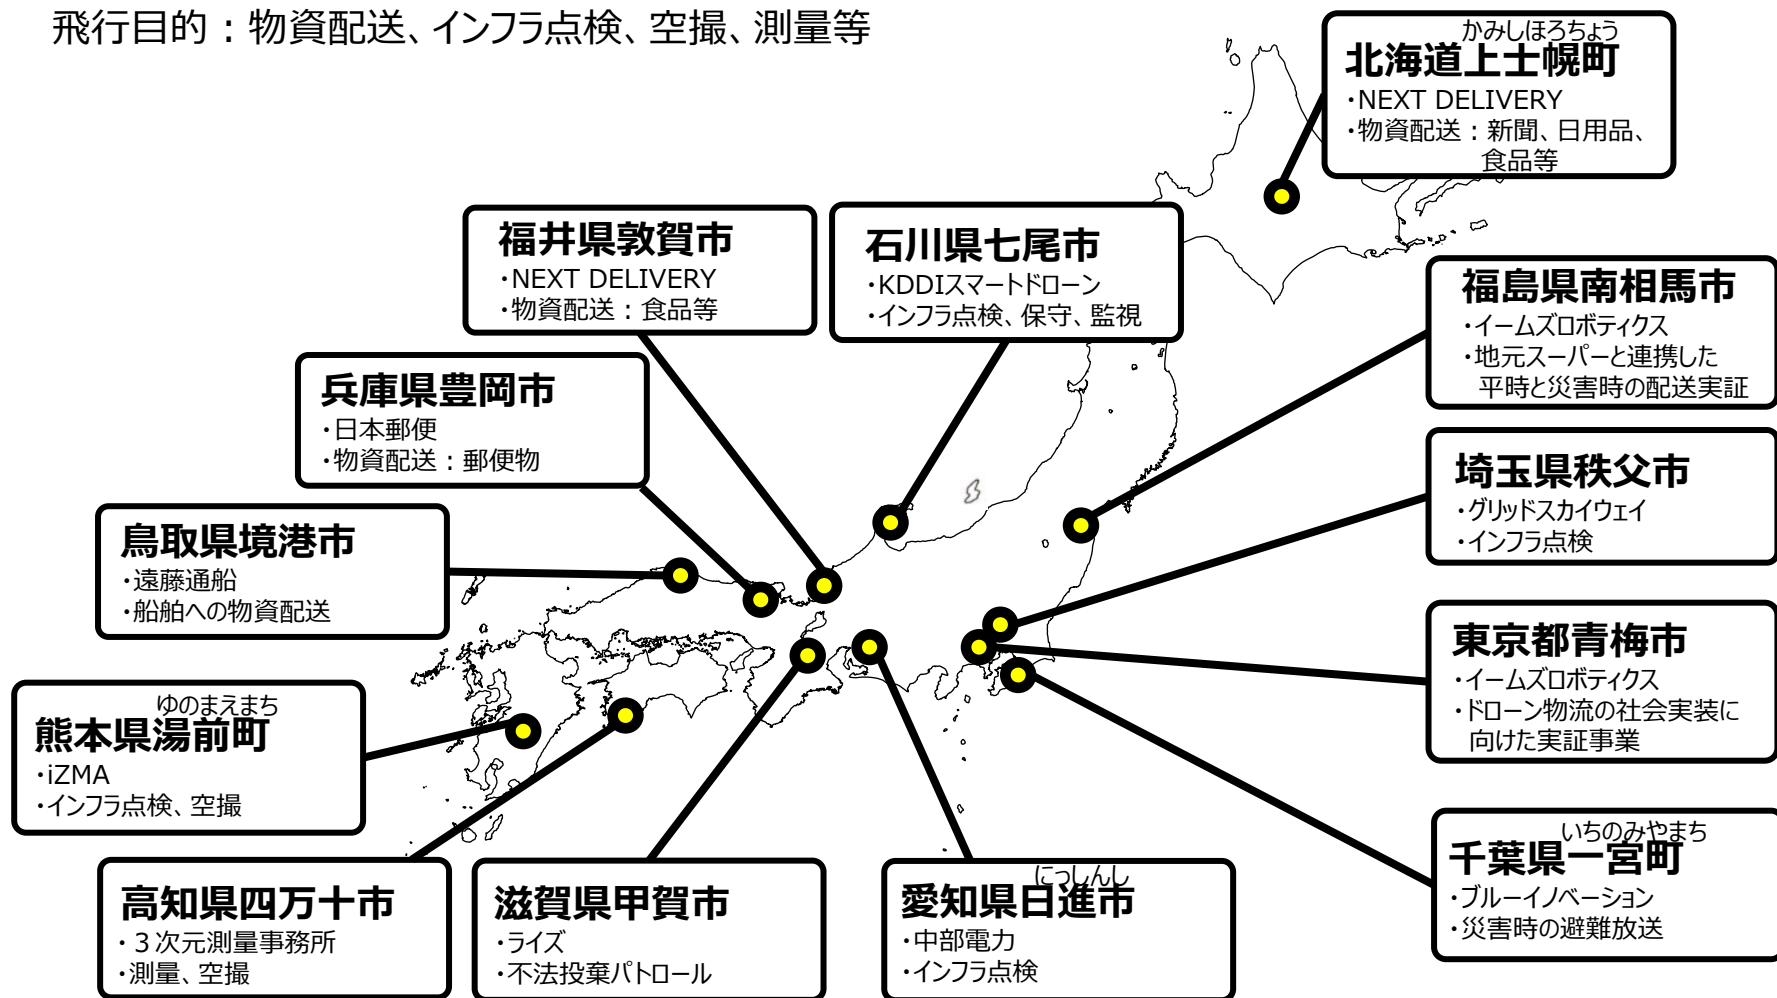 飛行目的：物資配送、インフラ点検、空撮、測量等
かみしほろちょう
北海道上士幌町
・NEXT DELIVERY
・物資配送：新聞、日用品、
食品等
福井県敦賀市
・NEXT DELIVERY
・物資配送：食品等
石川県七尾市
・KDDIスマートドローン
・インフラ点検、保守、監視
福島県南相馬市
・イームズロボティクス
・地元スーパーと連携した
平時と災害時の配送実証
兵庫県豊岡市
・日本郵便
・物資配送：郵便物
埼玉県秩父市
・グリッドスカイウェイ
・インフラ点検
鳥取県境港市
・遠藤通船
・船舶への物資配送
東京都青梅市
・イームズロボティクス
・ドローン物流の社会実装に
向けた実証事業
ゆのまえまち
熊本県湯前町
・iZMA
・インフラ点検、空撮
いちのみやまち
千葉県一宮町
・ブルーイノベーション
・災害時の避難放送
高知県四万十市
・３次元測量事務所
・測量、空撮
滋賀県甲賀市
・ライズ
・不法投棄パトロール
にっしんし
愛知県日進市
・中部電力
・インフラ点検